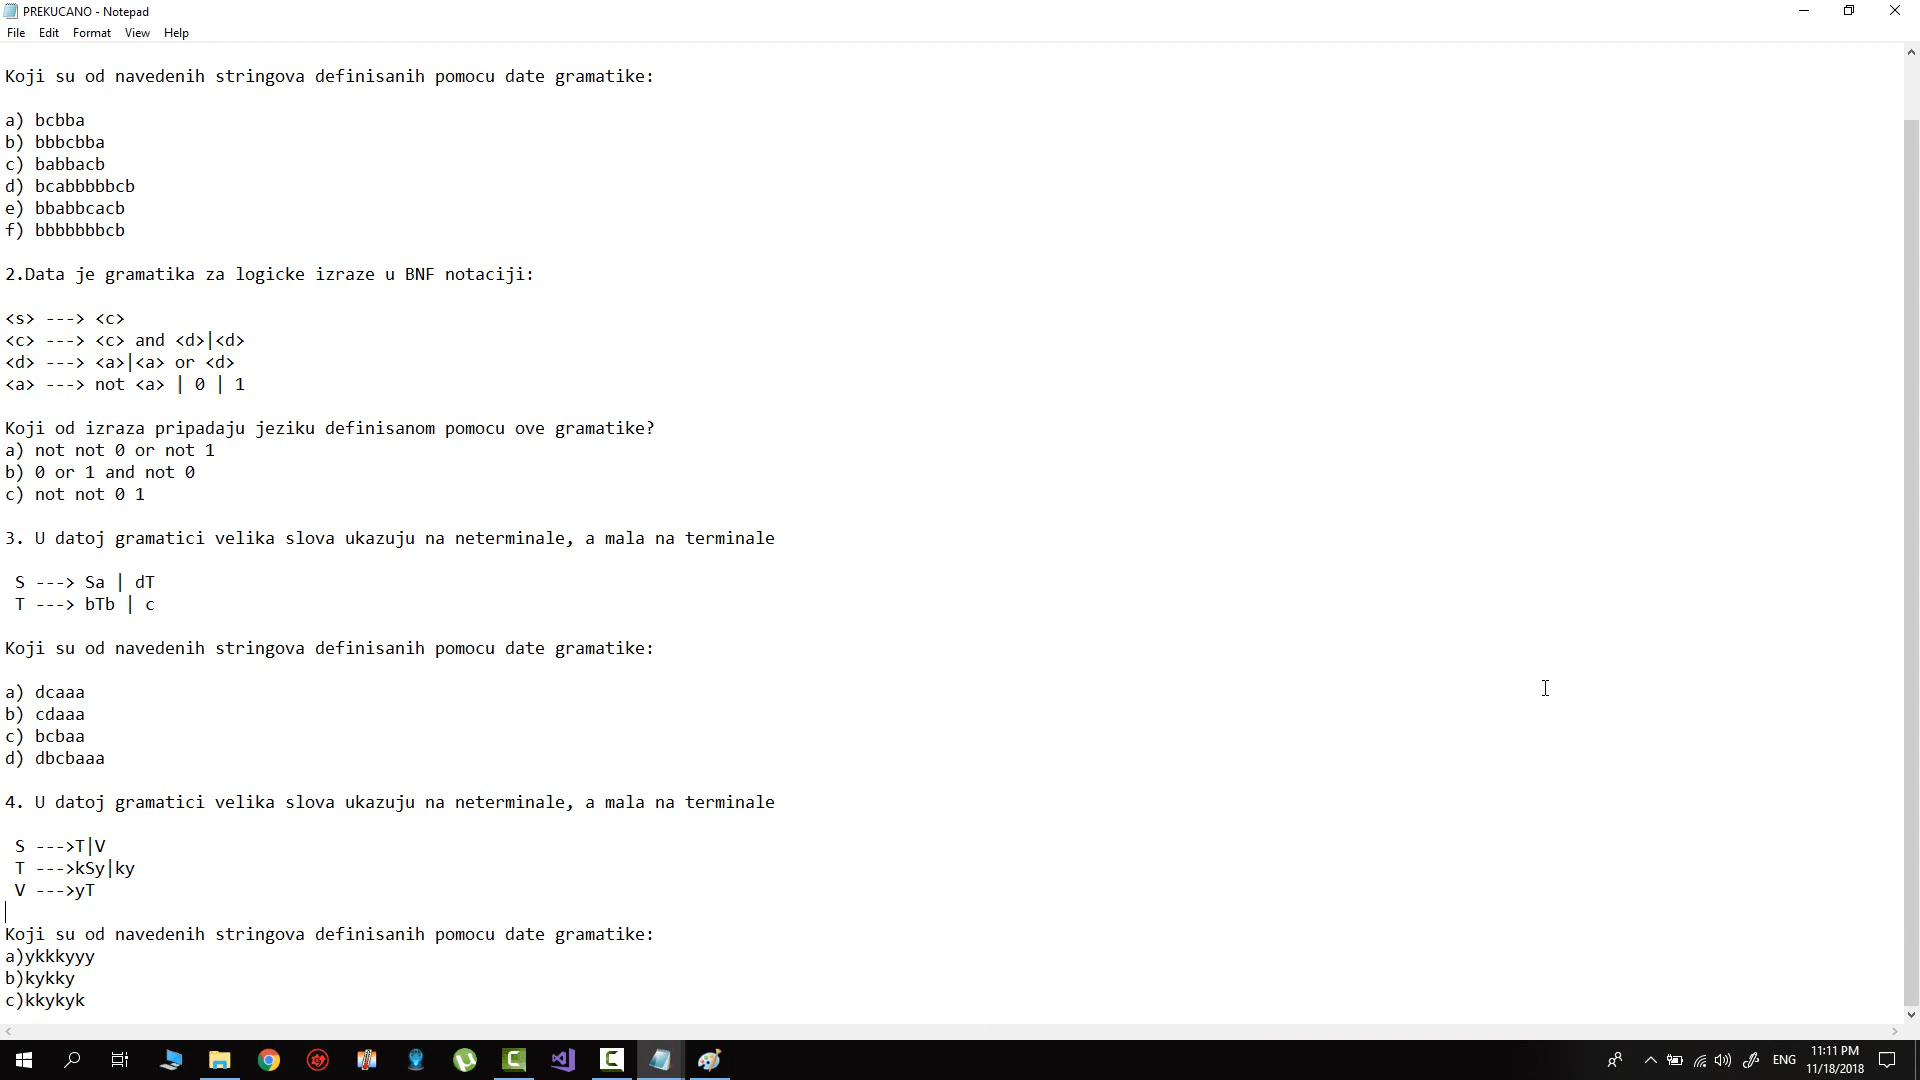 PREKUCANO - Notepad
File Edit Format View Help
Koji su od navedenih stringova definisanih pomocu date gramatike:
a) bcbba
b) bbbcbba
c) babbacb
d) bcabbbbbcb
e) bbabbcacb
f) bbbbbbbcb
2.Data je gramatika za logicke izraze u BNF notaciji:
<s> ---> <c>
<c> ---> <c> and <d>|<d>
<d> ---> <a>|<a> or <d>
<a> ---> not <a> | 0 | 1
Koji od izraza pripadaju jeziku definisanom pomocu ove gramatike?
a) not not 0 or not 1
b) 0 or 1 and not 0
c) not not 0 1
3. U datoj gramatici velika slova ukazuju na neterminale, a mala na terminale
S ---> Sa | dT
T ---> bTb | c
Koji su od navedenih stringova definisanih pomocu date gramatike:
a) dcaaa
b) cdaaa
c) bcbaa
d) dbcbaaa
4. U datoj gramatici velika slova ukazuju na neterminale, a mala na terminale
S --->T|V
T --->kSy|ky
V --->yT
Koji su od navedenih stringova definisanih pomocu date gramatike:
a)ykkkyyy
b)kykky
c)kkykyk
ENG
11:11 PM
11/18/2018